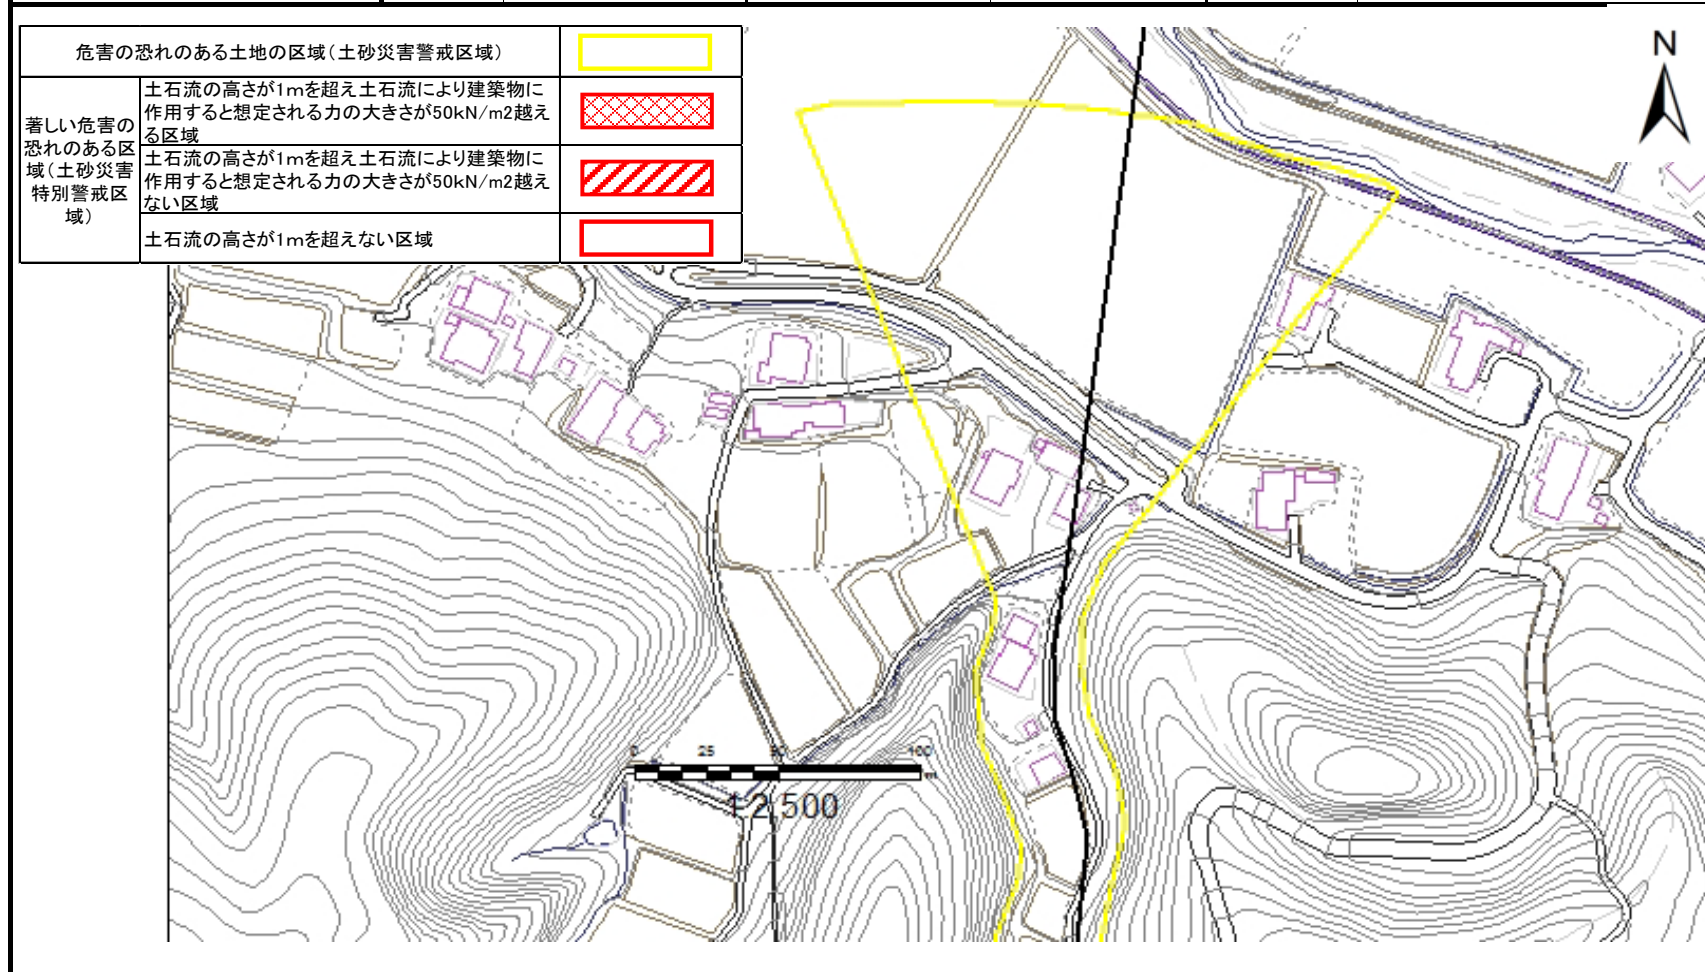 危害の恐れのある土地の区域（土砂災害警戒区域）
著しい危害の
恐れのある区
域（土砂災害
特別警戒区
域）
土石流の高さが1ｍを超え土石流により建築物に
作用すると想定される力の大きさが50kN/m2越え
る区域
土石流の高さが1ｍを超え土石流により建築物に
作用すると想定される力の大きさが50kN/m2越え
ない区域
土石流の高さが1ｍを超えない区域
N
0 25 50 100
m
1:2,500